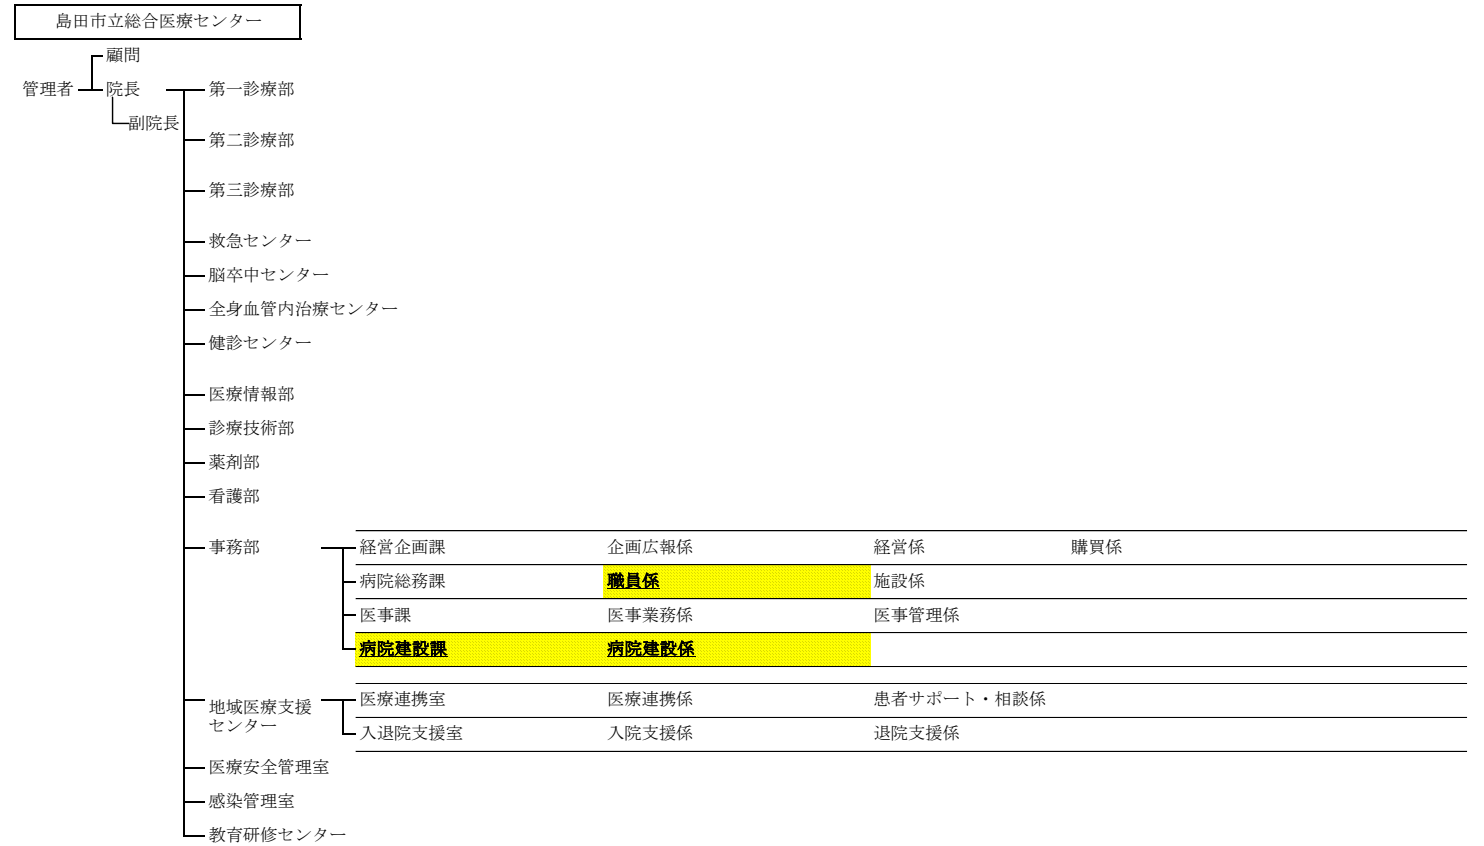 島田市立総合医療センター
顧問
管理者 院長 第一診療部
副院長
第二診療部
第三診療部
救急センター
脳卒中センター
全身血管内治療センター
健診センター
医療情報部
診療技術部
薬剤部
看護部
事務部 経営企画課 企画広報係 経営係 購買係
病院総務課 職員係 施設係
医事課 医事業務係 医事管理係
病院建設課 病院建設係
地域医療支援 医療連携室 医療連携係 患者サポート・相談係
センター 入退院支援室 入院支援係 退院支援係
医療安全管理室
感染管理室
教育研修センター